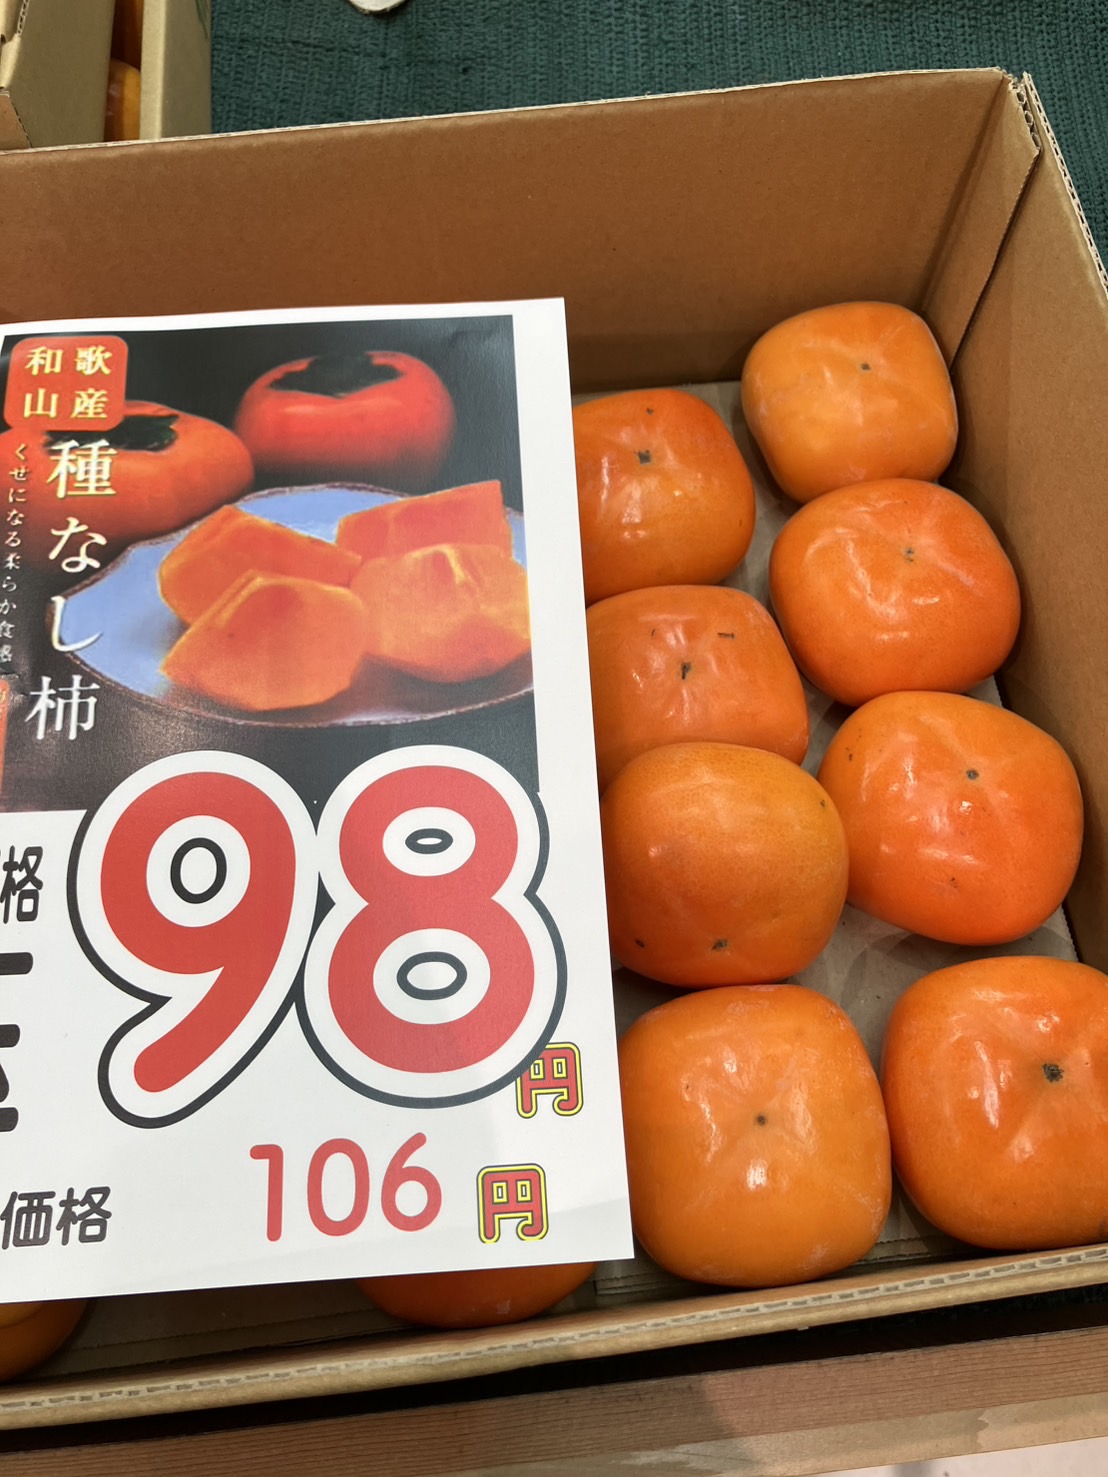 和歌
山産
種なし柿
くせになる柔らか食感
格
98円
価格
106円